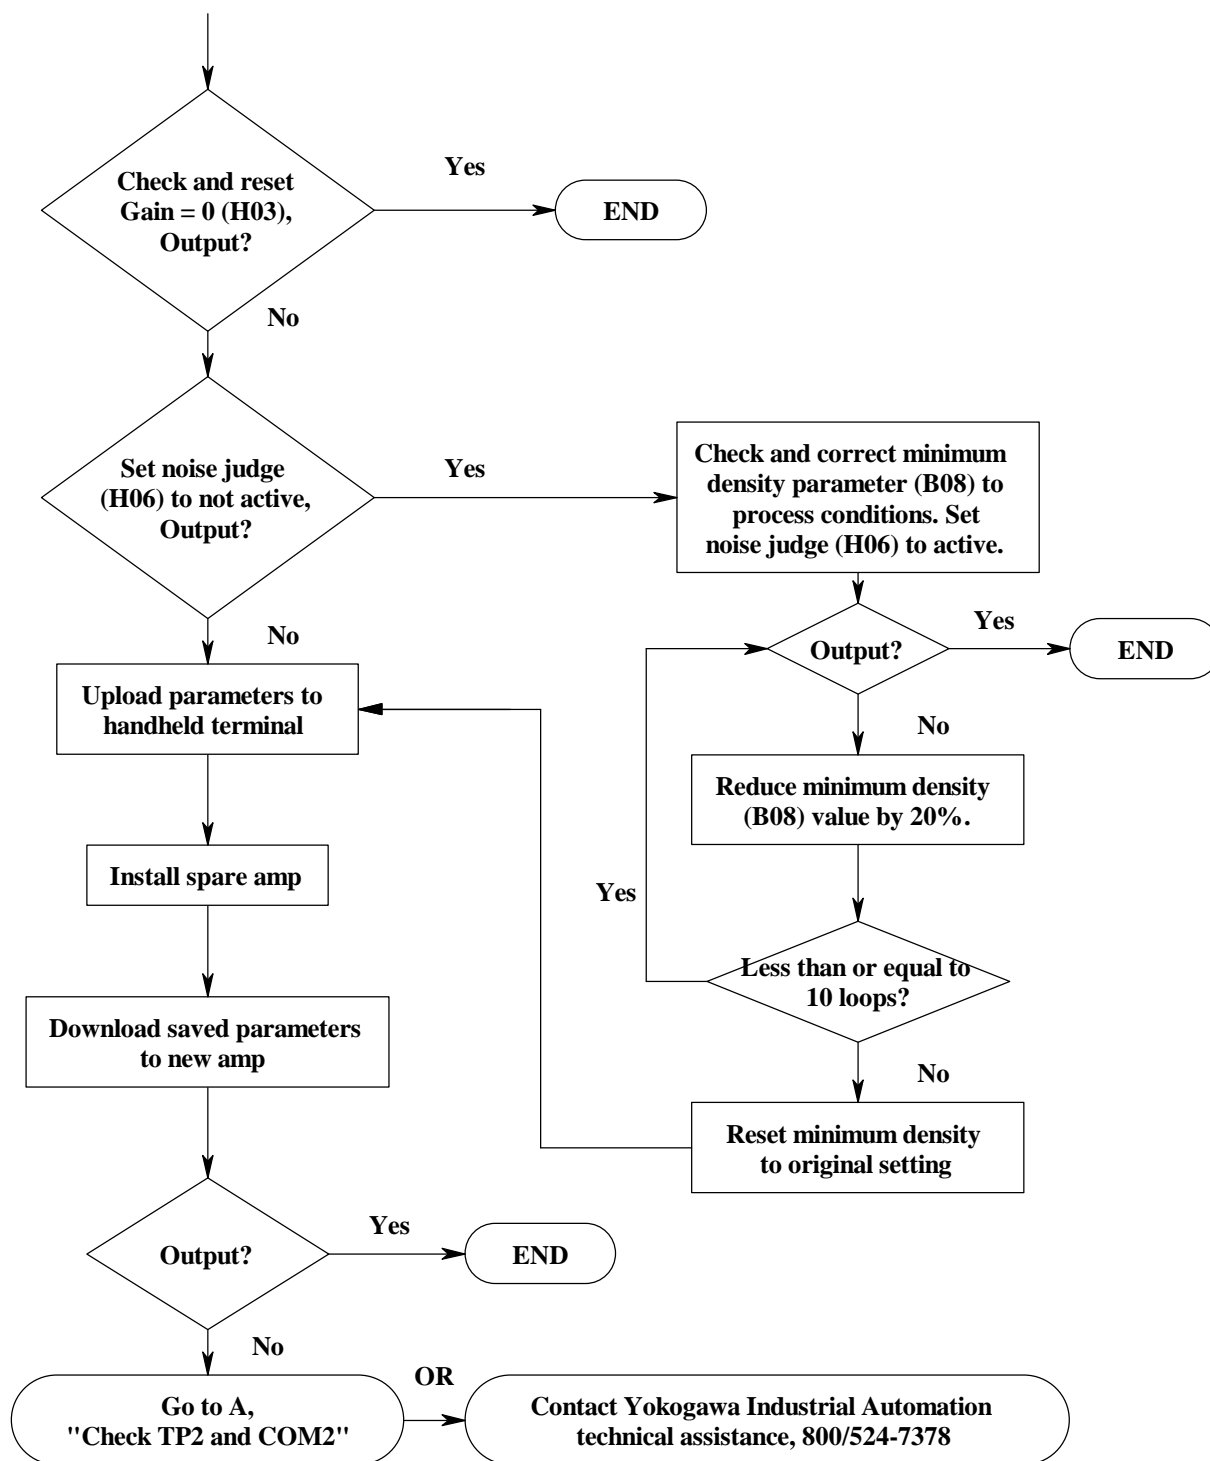 Check and reset
Gain = 0 (H03),
Output?
Yes
END
No
Set noise judge
(H06) to not active,
Output?
Yes
Check and correct minimum
density parameter (B08) to
process conditions. Set
noise judge (H06) to active.
No
Output?
Yes
END
Upload parameters to
handheld terminal
No
Reduce minimum density
(B08) value by 20%.
Install spare amp
Yes
Less than or equal to
10 loops?
Download saved parameters
to new amp
No
Reset minimum density
to original setting
Output?
Yes
END
No
Go to A,
"Check TP2 and COM2"
OR
Contact Yokogawa Industrial Automation
technical assistance, 800/524-7378